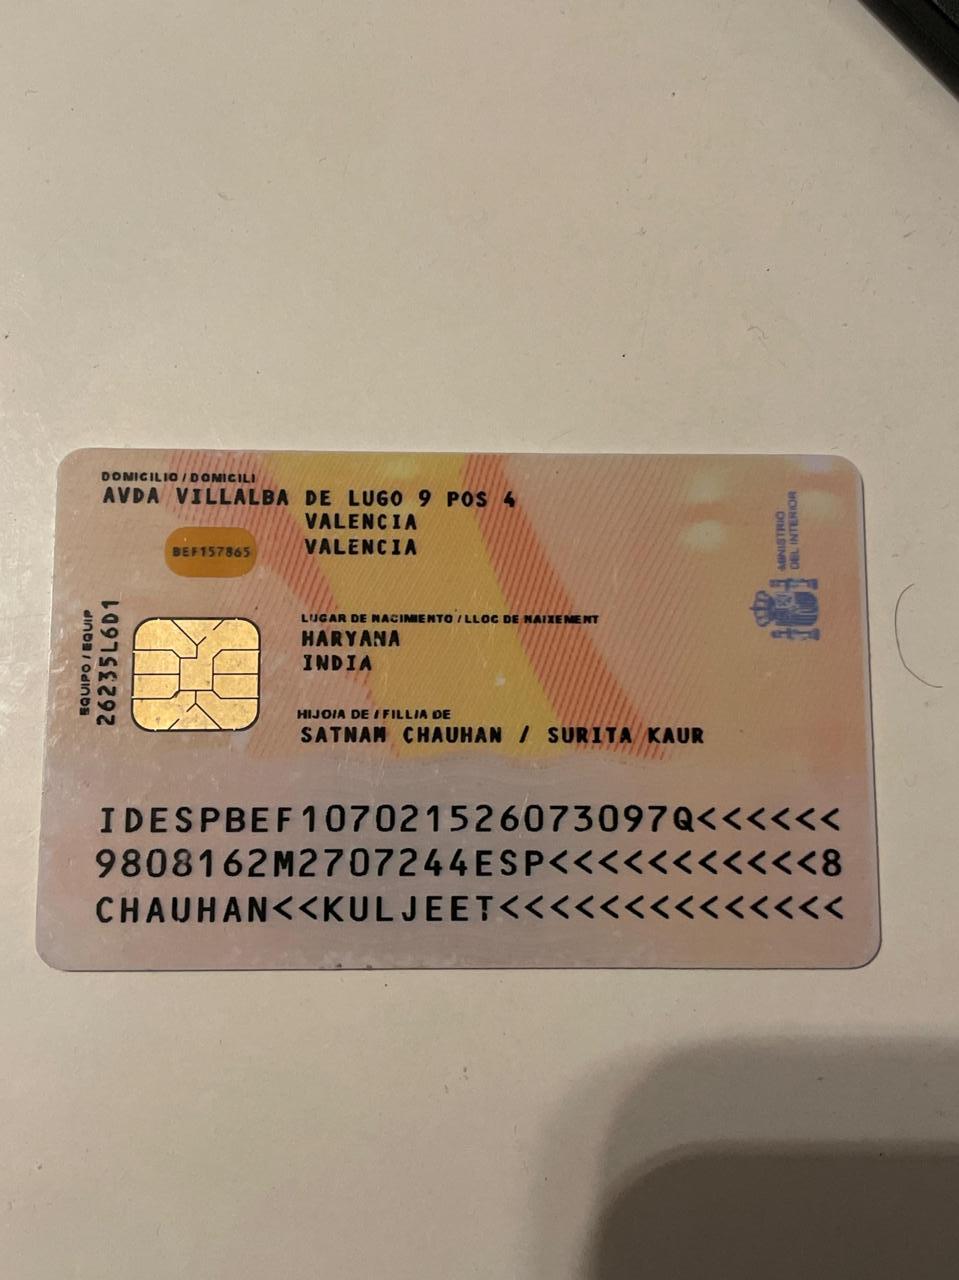 DOMICILIO / DOMICILI
AVDA VILLALBA DE LUGO 9 POS 4
VALENCIA
VALENCIA
BEF157865
MINISTERIO
DEL INTERIOR
EQUIPO / EQUIP
26235L6D1
LUGAR DE NACIMIENTO / LLOC DE NAIXEMENT
HARYANA
INDIA
HIJO/A DE / FILL/A DE
SATNAM CHAUHAN / SURITA KAUR
IDESPBEF107021526073097Q<<<<<<
9808162M2707244ESP<<<<<<<<<<<8
CHAUHAN<<KULJEET<<<<<<<<<<<<<<